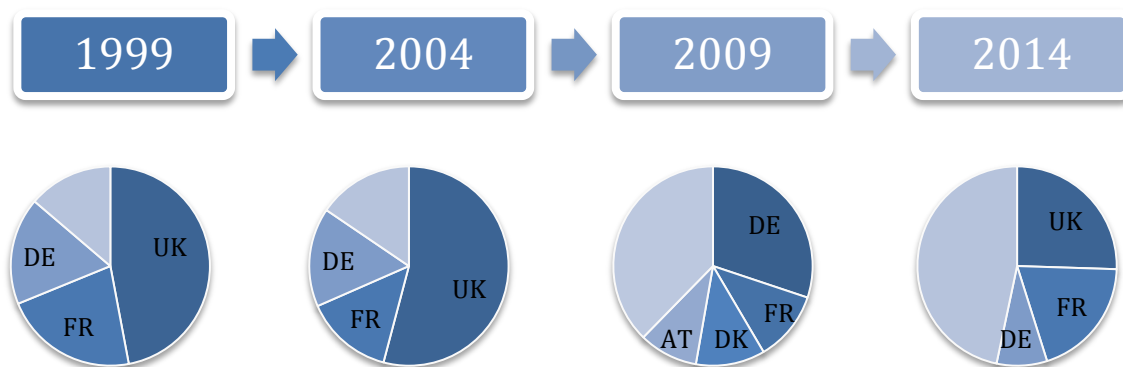 1999 2004 2009 2014
DE UK FR
DE UK FR
DE FR DK AT
UK FR DE